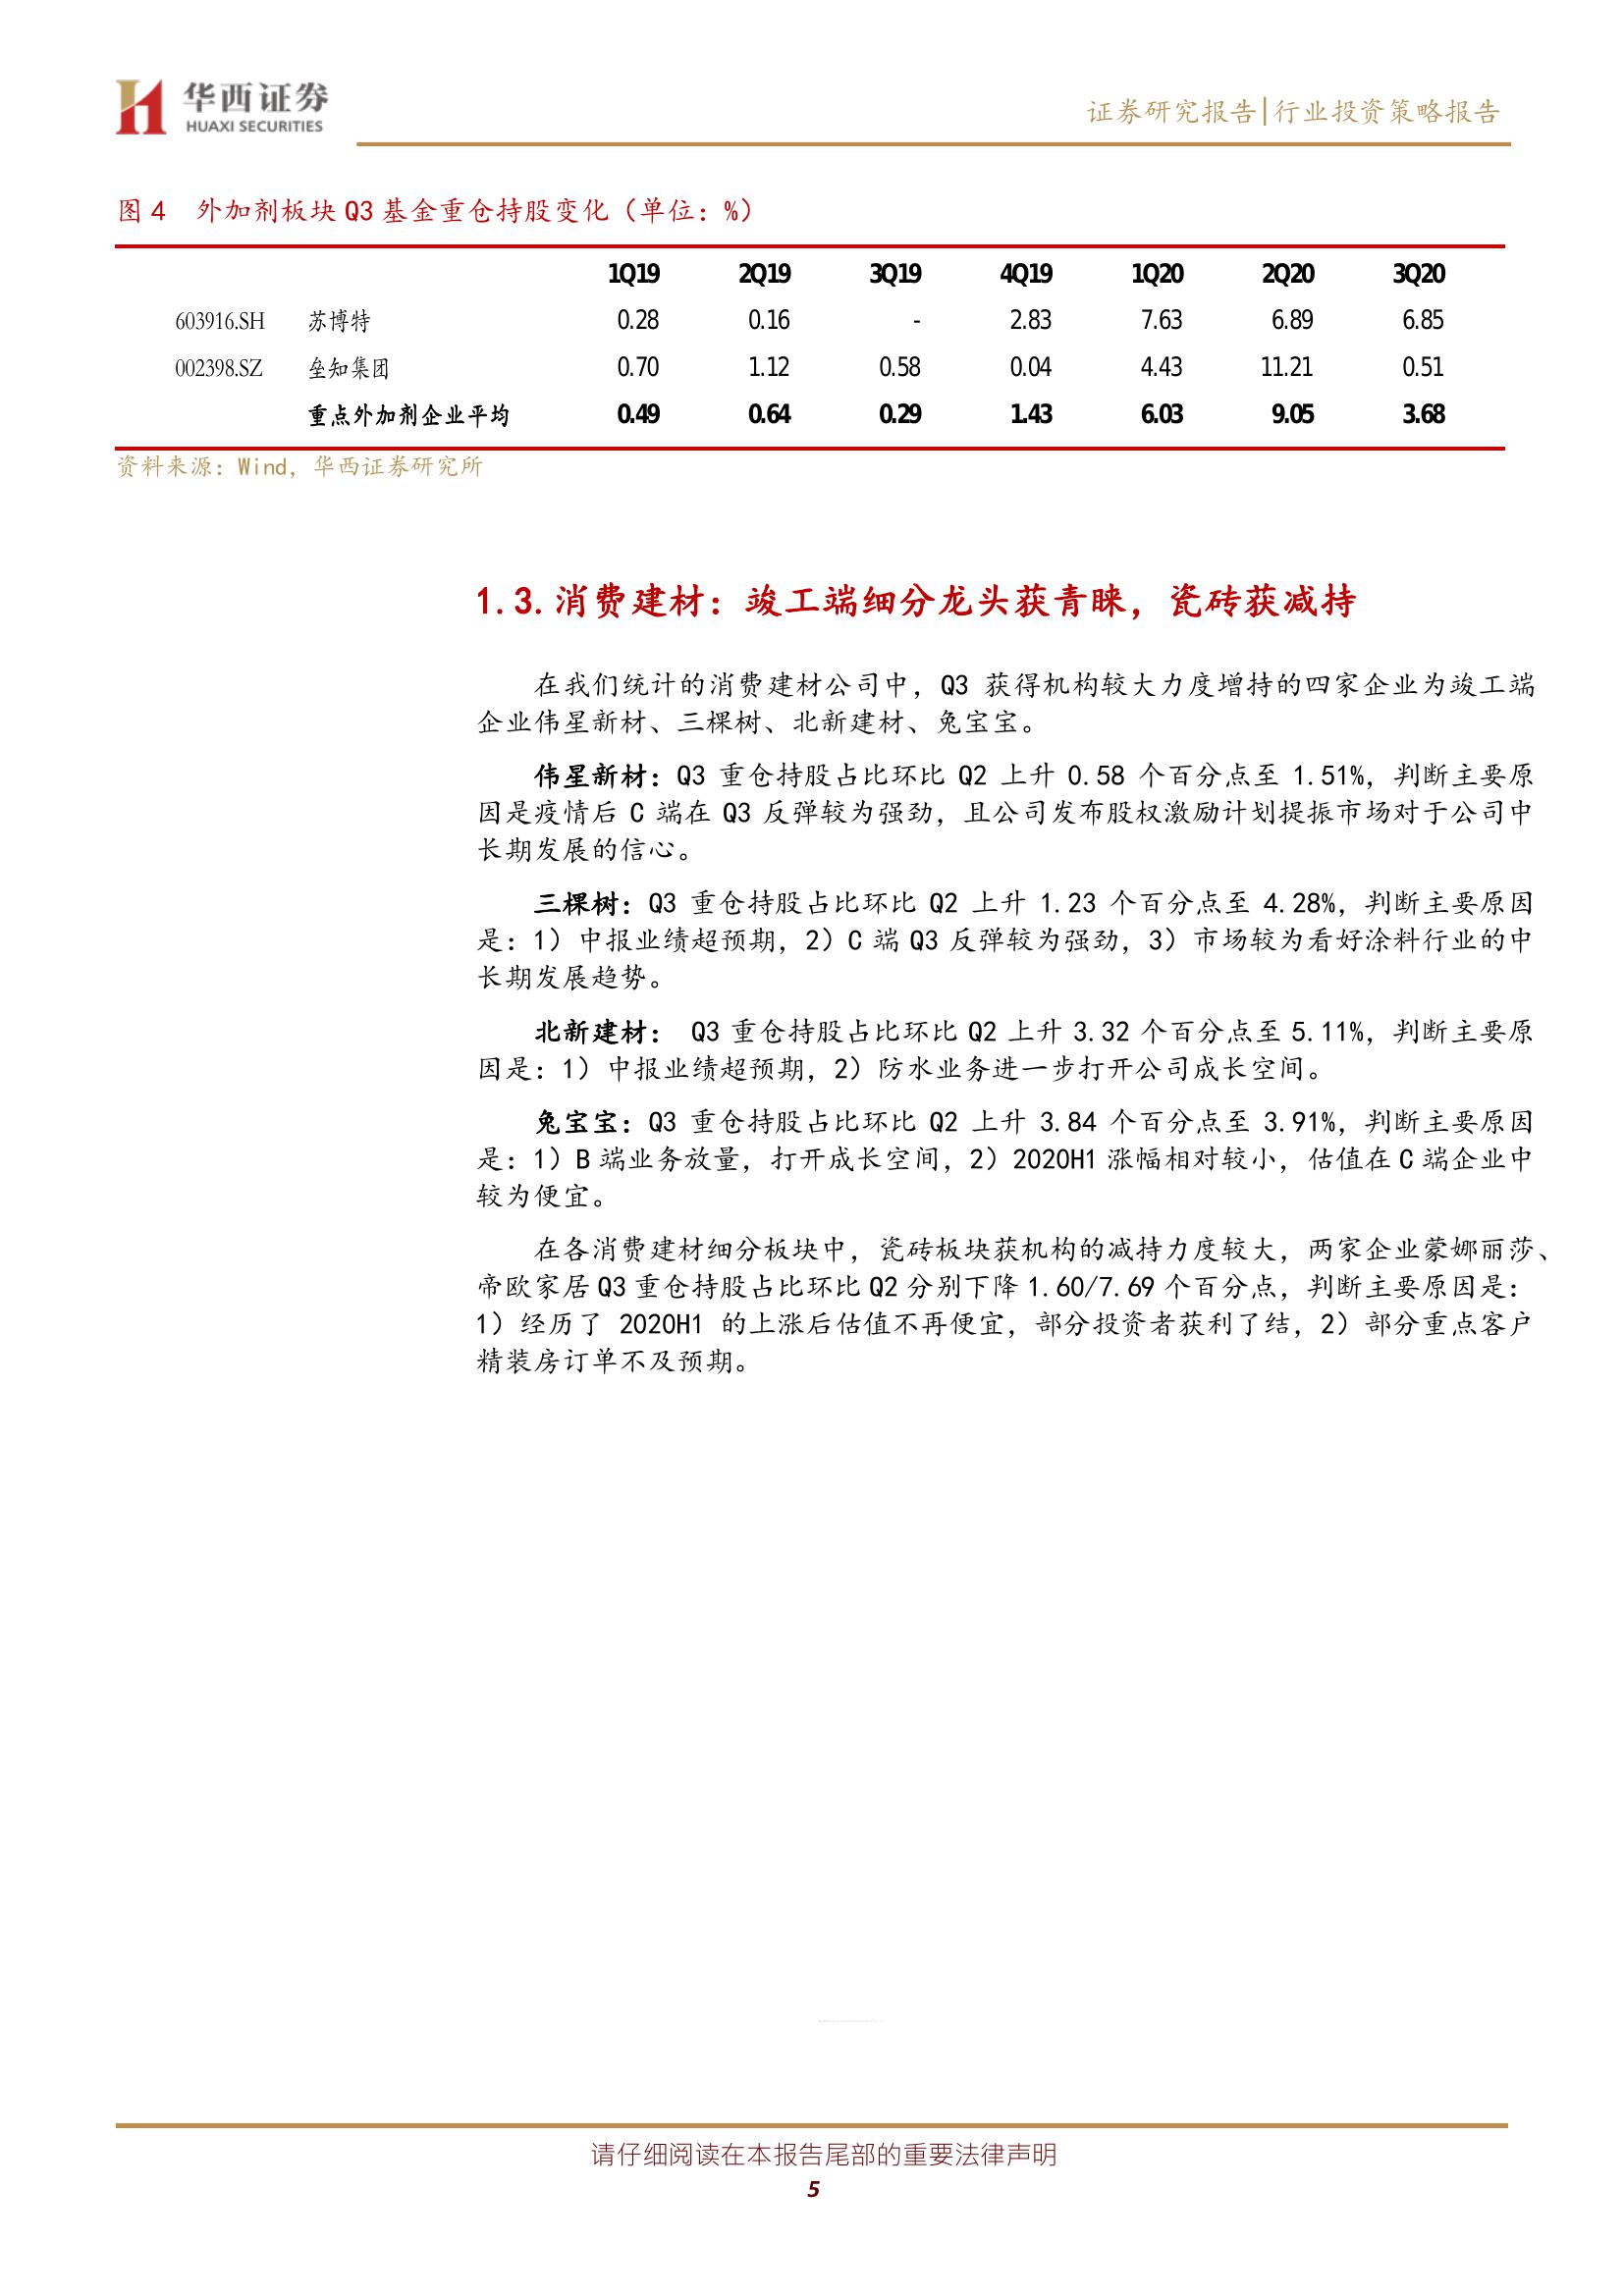 华西证券
HUAXI SECURITIES
证券研究报告|行业投资策略报告
图 4 外加剂板块 Q3 基金重仓持股变化（单位：%）
1Q19 2Q19 3Q19 4Q19 1Q20 2Q20 3Q20
603916.SH 苏博特 0.28 0.16 - 2.83 7.63 6.89 6.85
002398.SZ 垒知集团 0.70 1.12 0.58 0.04 4.43 11.21 0.51
重点外加剂企业平均 0.49 0.64 0.29 1.43 6.03 9.05 3.68
资料来源：Wind，华西证券研究所
1.3.消费建材：竣工端细分龙头获青睐，瓷砖获减持
在我们统计的消费建材公司中，Q3 获得机构较大力度增持的四家企业为竣工端
企业伟星新材、三棵树、北新建材、兔宝宝。
伟星新材：Q3 重仓持股占比环比 Q2 上升 0.58 个百分点至 1.51%，判断主要原
因是疫情后 C 端在 Q3 反弹较为强劲，且公司发布股权激励计划提振市场对于公司中
长期发展的信心。
三棵树：Q3 重仓持股占比环比 Q2 上升 1.23 个百分点至 4.28%，判断主要原因
是：1）中报业绩超预期，2）C 端 Q3 反弹较为强劲，3）市场较为看好涂料行业的中
长期发展趋势。
北新建材： Q3 重仓持股占比环比 Q2 上升 3.32 个百分点至 5.11%，判断主要原
因是：1）中报业绩超预期，2）防水业务进一步打开公司成长空间。
兔宝宝：Q3 重仓持股占比环比 Q2 上升 3.84 个百分点至 3.91%，判断主要原因
是：1）B 端业务放量，打开成长空间，2）2020H1 涨幅相对较小，估值在 C 端企业中
较为便宜。
在各消费建材细分板块中，瓷砖板块获机构的减持力度较大，两家企业蒙娜丽莎、
帝欧家居 Q3 重仓持股占比环比 Q2 分别下降 1.60/7.69 个百分点，判断主要原因是：
1）经历了 2020H1 的上涨后估值不再便宜，部分投资者获利了结，2）部分重点客户
精装房订单不及预期。
请仔细阅读在本报告尾部的重要法律声明
5